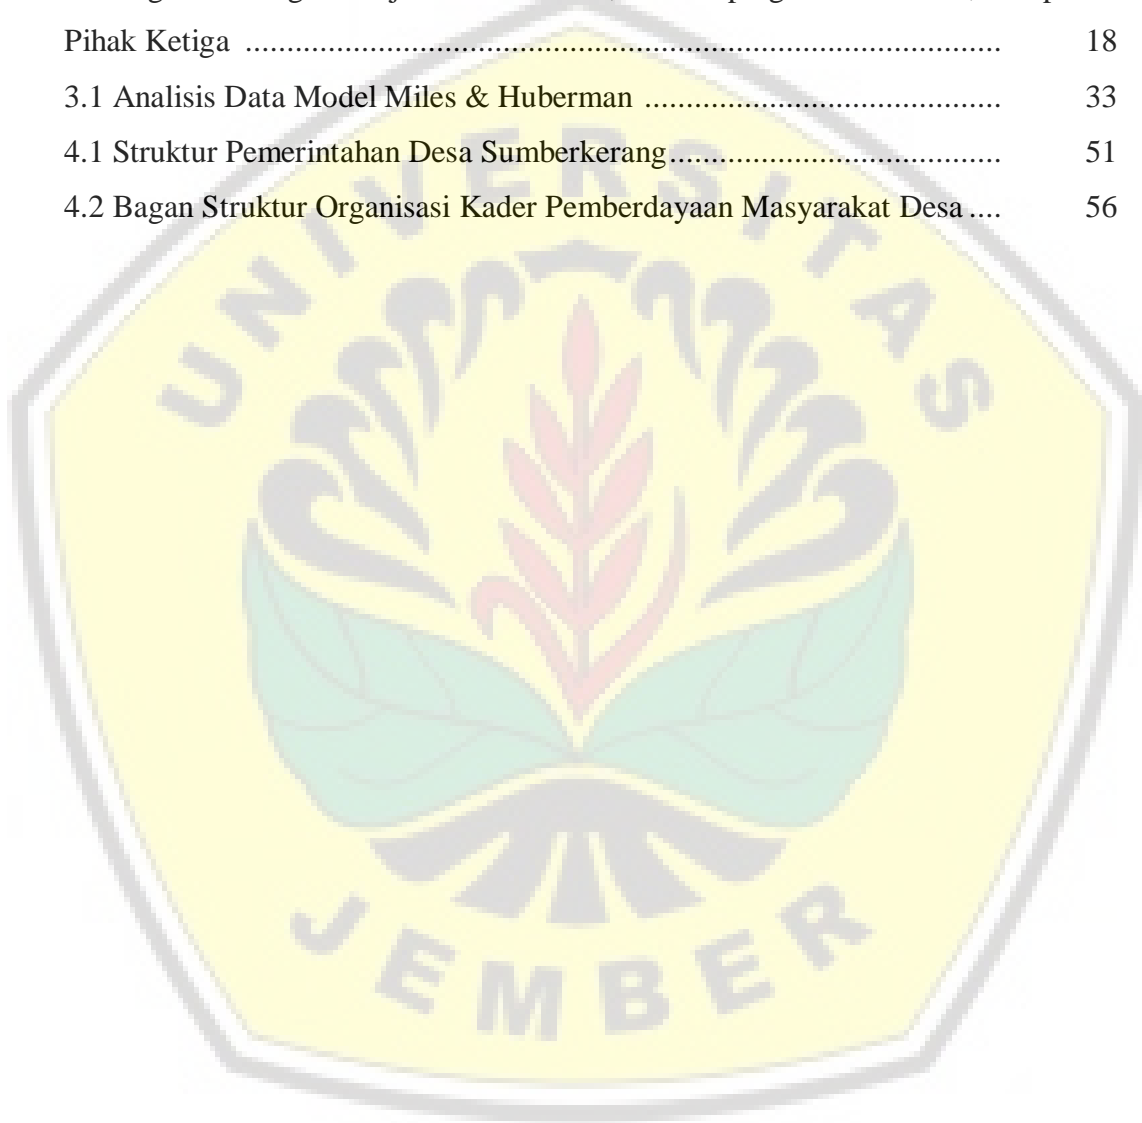 Pihak Ketiga ........................................................................................... 18
3.1 Analisis Data Model Miles & Huberman ........................................... 33
4.1 Struktur Pemerintahan Desa Sumberkerang........................................ 51
4.2 Bagan Struktur Organisasi Kader Pemberdayaan Masyarakat Desa .... 56
UNIVERSITAS
JEMBER